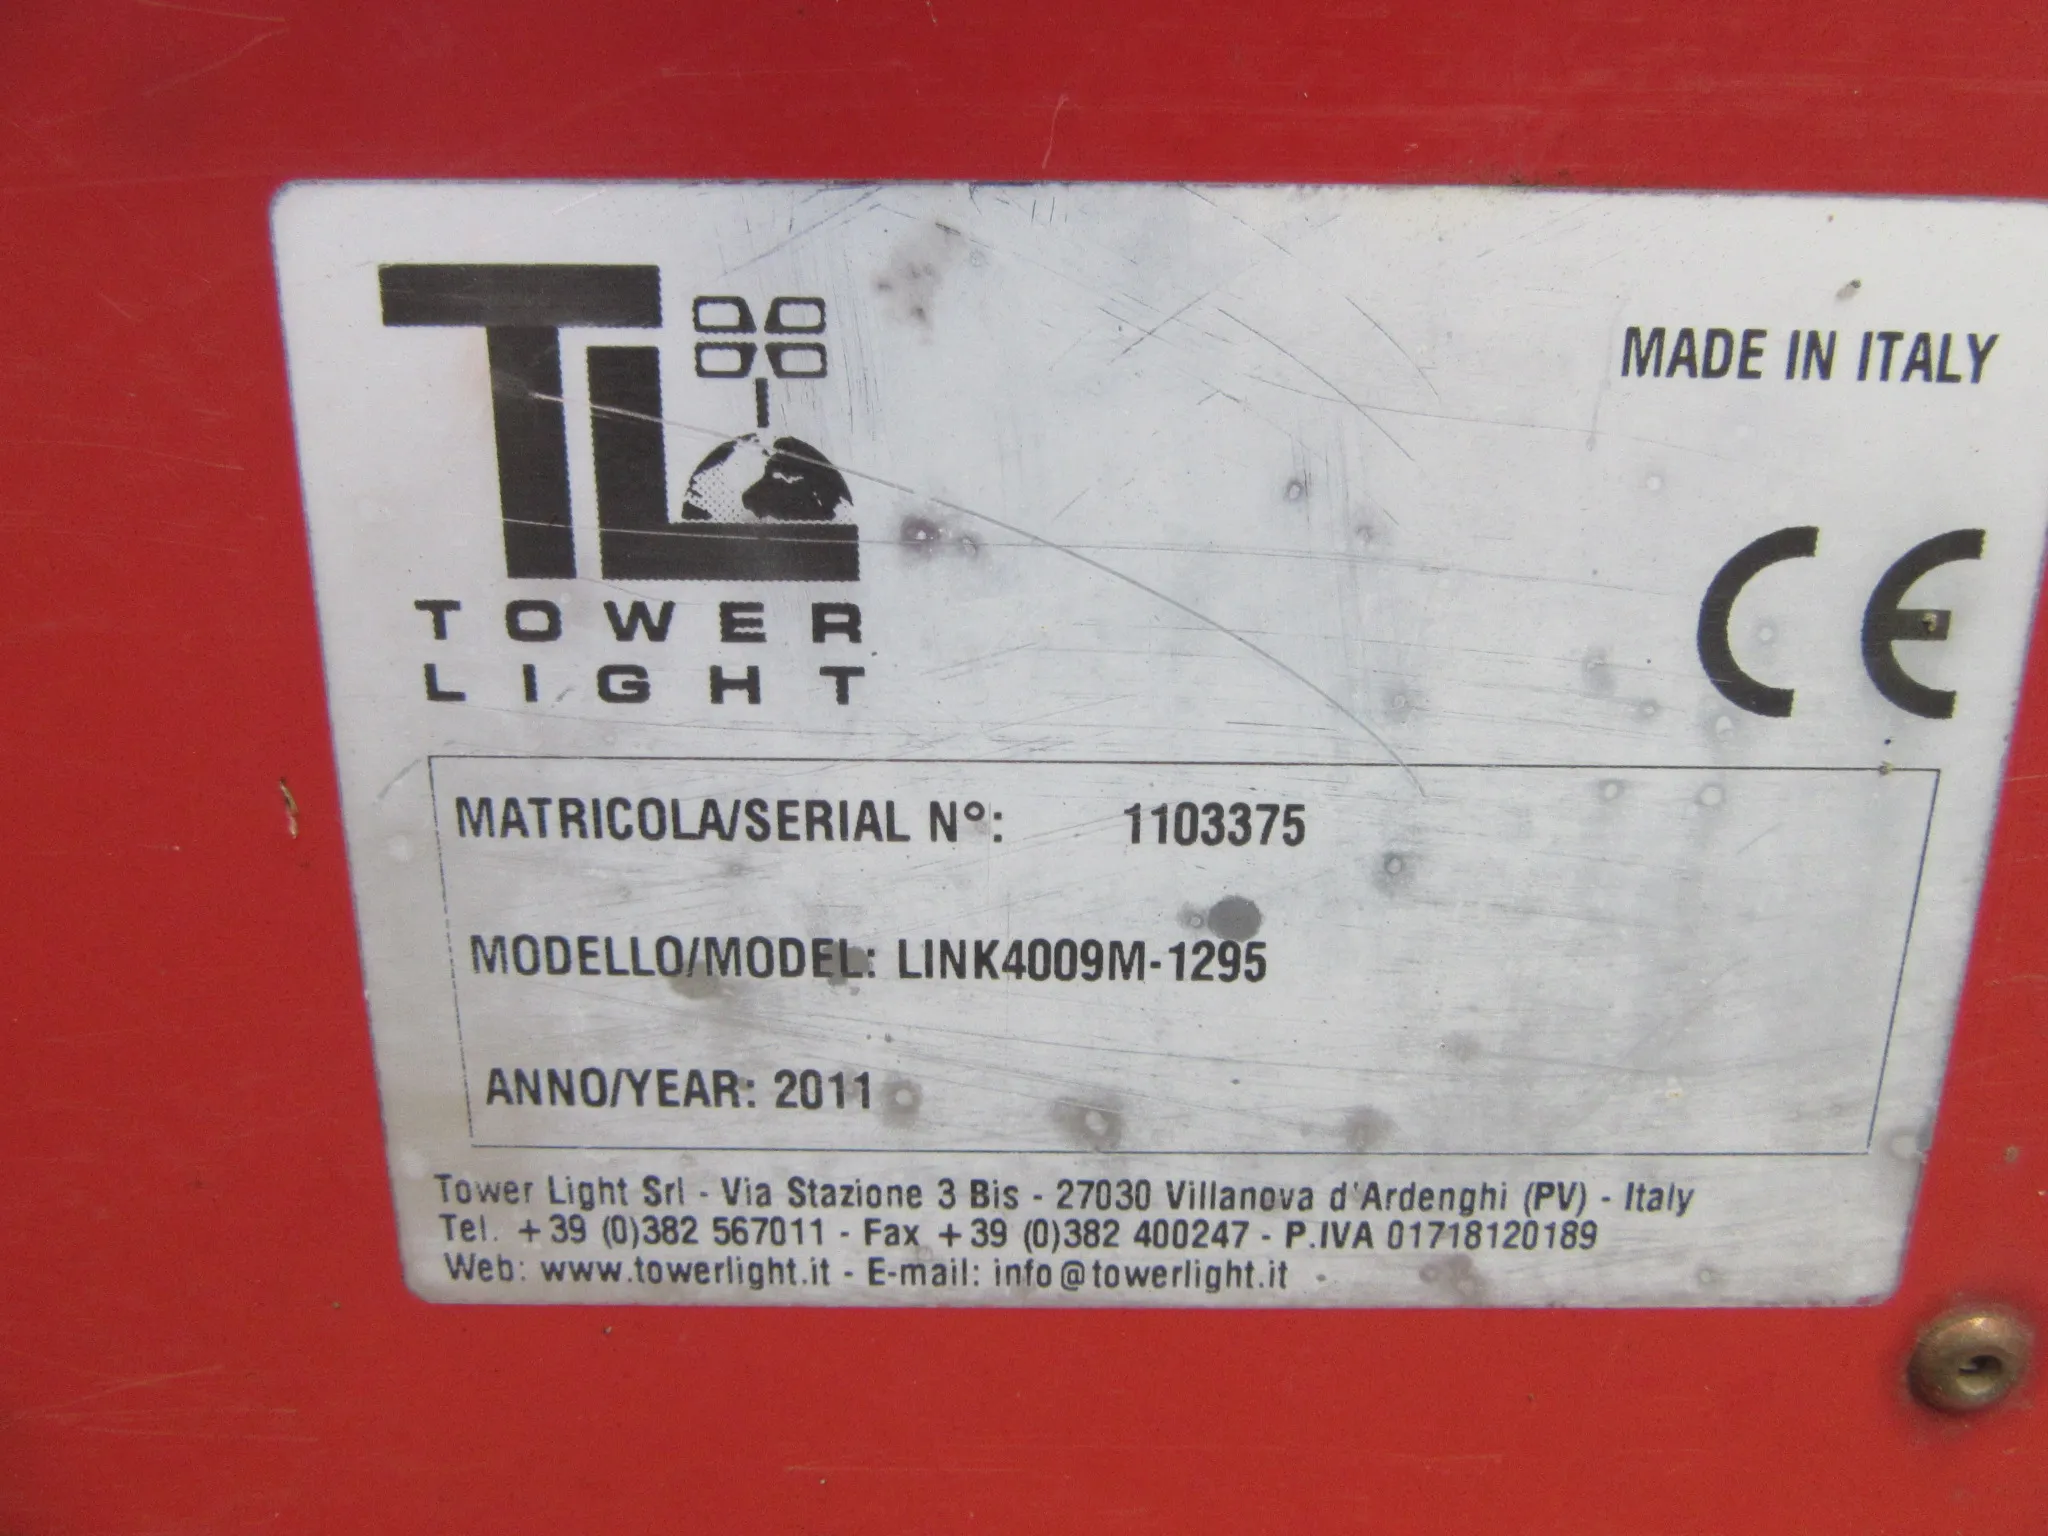 TL
MADE IN ITALY
CE
TOWER
LIGHT
MATRICOLA/SERIAL N°: 1103375
MODELLO/MODEL: LINK4009M-1295
ANNO/YEAR: 2011
Tower Light Srl - Via Stazione 3 Bis - 27030 Villanova d'Ardenghi (PV) - Italy
Tel. +39 (0)382 567011 - Fax +39 (0)382 400247 - P.IVA 01718120189
Web: www.towerlight.it - E-mail: info@towerlight.it